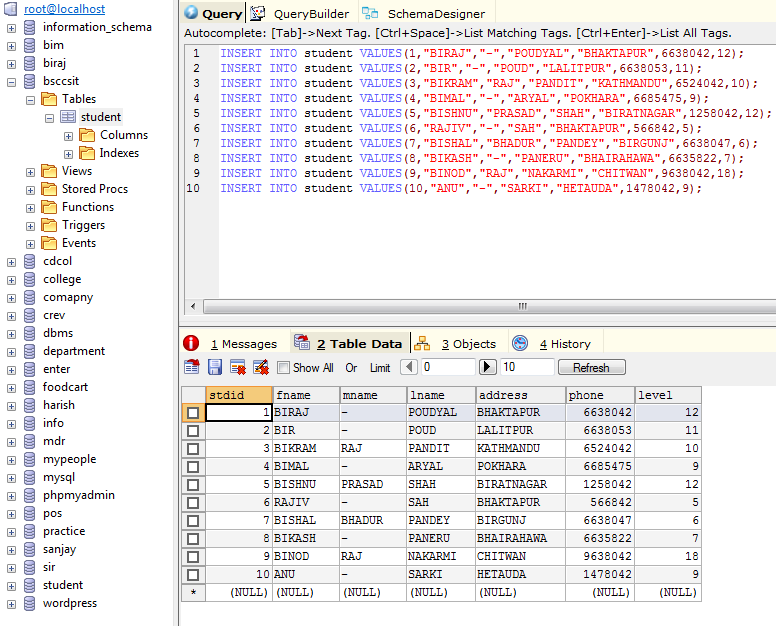 root@localhost
information_schema
bim
biraj
bsccsit
Tables
student
Columns
Indexes
Views
Stored Procs
Functions
Triggers
Events
cdcol
college
comapny
crev
dbms
department
enter
foodcart
harish
info
mdr
mypeople
mysql
phpmyadmin
pos
practice
sanjay
sir
student
wordpress
Query QueryBuilder SchemaDesigner
Autocomplete: [Tab]->Next Tag. [Ctrl+Space]->List Matching Tags. [Ctrl+Enter]->List All Tags.
1 INSERT INTO student VALUES(1,"BIRAJ","-","POUDYAL","BHAKTAPUR",6638042,12);
2 INSERT INTO student VALUES(2,"BIR","-","POUD","LALITPUR",6638053,11);
3 INSERT INTO student VALUES(3,"BIKRAM","RAJ","PANDIT","KATHMANDU",6524042,10);
4 INSERT INTO student VALUES(4,"BIMAL","-","ARYAL","POKHARA",6685475,9);
5 INSERT INTO student VALUES(5,"BISHNU","PRASAD","SHAH","BIRATNAGAR",1258042,12);
6 INSERT INTO student VALUES(6,"RAJIV","-","SAH","BHAKTAPUR",566842,5);
7 INSERT INTO student VALUES(7,"BISHAL","BHADUR","PANDEY","BIRGUNJ",6638047,6);
8 INSERT INTO student VALUES(8,"BIKASH","-","PANERU","BHAIRAHAWA",6635822,7);
9 INSERT INTO student VALUES(9,"BINOD","RAJ","NAKARMI","CHITWAN",9638042,18);
10 INSERT INTO student VALUES(10,"ANU","-","SARKI","HETAUDA",1478042,9);
1 Messages 2 Table Data 3 Objects 4 History
Show All Or Limit 0 10 Refresh
stdid fname mname lname address phone level
1 BIRAJ - POUDYAL BHAKTAPUR 6638042 12
2 BIR - POUD LALITPUR 6638053 11
3 BIKRAM RAJ PANDIT KATHMANDU 6524042 10
4 BIMAL - ARYAL POKHARA 6685475 9
5 BISHNU PRASAD SHAH BIRATNAGAR 1258042 12
6 RAJIV - SAH BHAKTAPUR 566842 5
7 BISHAL BHADUR PANDEY BIRGUNJ 6638047 6
8 BIKASH - PANERU BHAIRAHAWA 6635822 7
9 BINOD RAJ NAKARMI CHITWAN 9638042 18
10 ANU - SARKI HETAUDA 1478042 9
* (NULL) (NULL) (NULL) (NULL) (NULL) (NULL) (NULL)